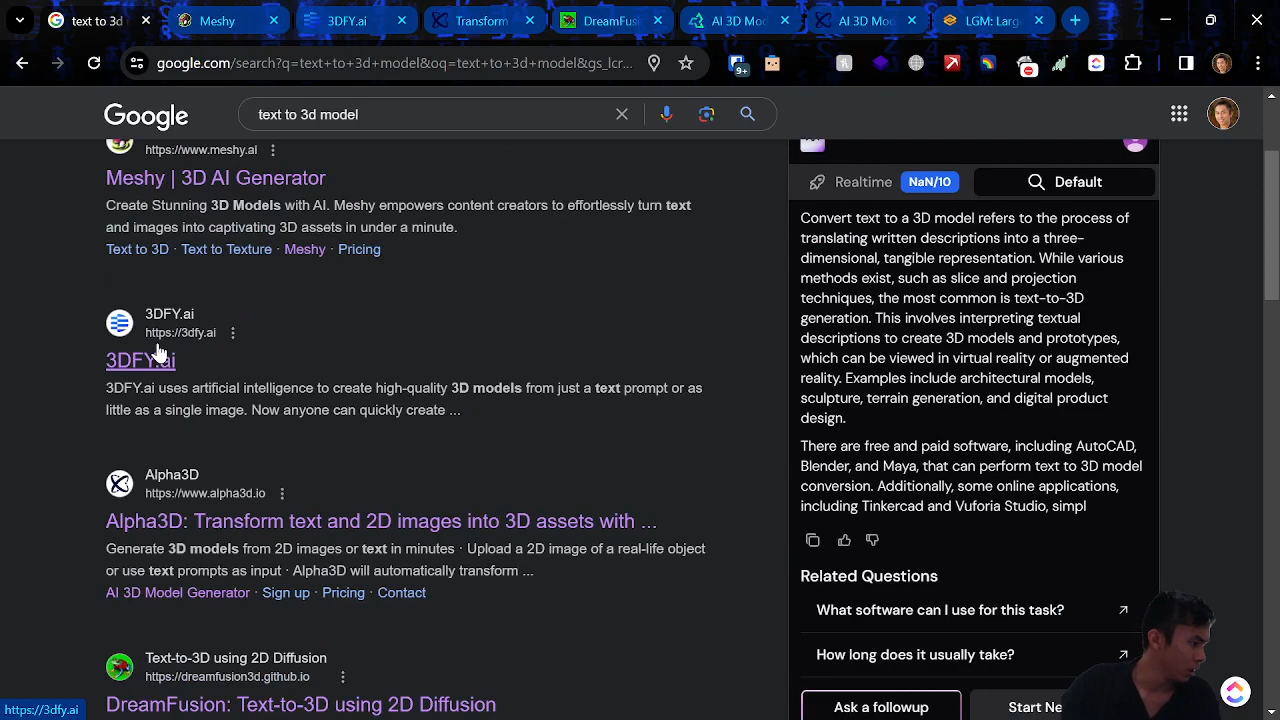 text to 3d
Meshy
3DFY.ai
Transform
DreamFus
AI 3D Mod
AI 3D Mo
LGM: Larg
google.com/search?q=text+to+3d+model&oq=text+to+3d+model&gs_lcr...
9+
Google
text to 3d model
https://www.meshy.ai
Meshy | 3D AI Generator
Create Stunning 3D Models with AI. Meshy empowers content creators to effortlessly turn text
and images into captivating 3D assets in under a minute.
Text to 3D · Text to Texture · Meshy · Pricing
3DFY.ai
https://3dfy.ai
3DFY.ai
3DFY.ai uses artificial intelligence to create high-quality 3D models from just a text prompt or as
little as a single image. Now anyone can quickly create ...
Alpha3D
https://www.alpha3d.io
Alpha3D: Transform text and 2D images into 3D assets with ...
Generate 3D models from 2D images or text in minutes · Upload a 2D image of a real-life object
or use text prompts as input · Alpha3D will automatically transform ...
AI 3D Model Generator · Sign up · Pricing · Contact
Text-to-3D using 2D Diffusion
https://dreamfusion3d.github.io
DreamFusion: Text-to-3D using 2D Diffusion
https://3dfy.ai
Realtime NaN/10 Default
Convert text to a 3D model refers to the process of
translating written descriptions into a three-
dimensional, tangible representation. While various
methods exist, such as slice and projection
techniques, the most common is text-to-3D
generation. This involves interpreting textual
descriptions to create 3D models and prototypes,
which can be viewed in virtual reality or augmented
reality. Examples include architectural models,
sculpture, terrain generation, and digital product
design.
There are free and paid software, including AutoCAD,
Blender, and Maya, that can perform text to 3D model
conversion. Additionally, some online applications,
including Tinkercad and Vuforia Studio, simpl
Related Questions
What software can I use for this task?
How long does it usually take?
Ask a followup
Start Ne